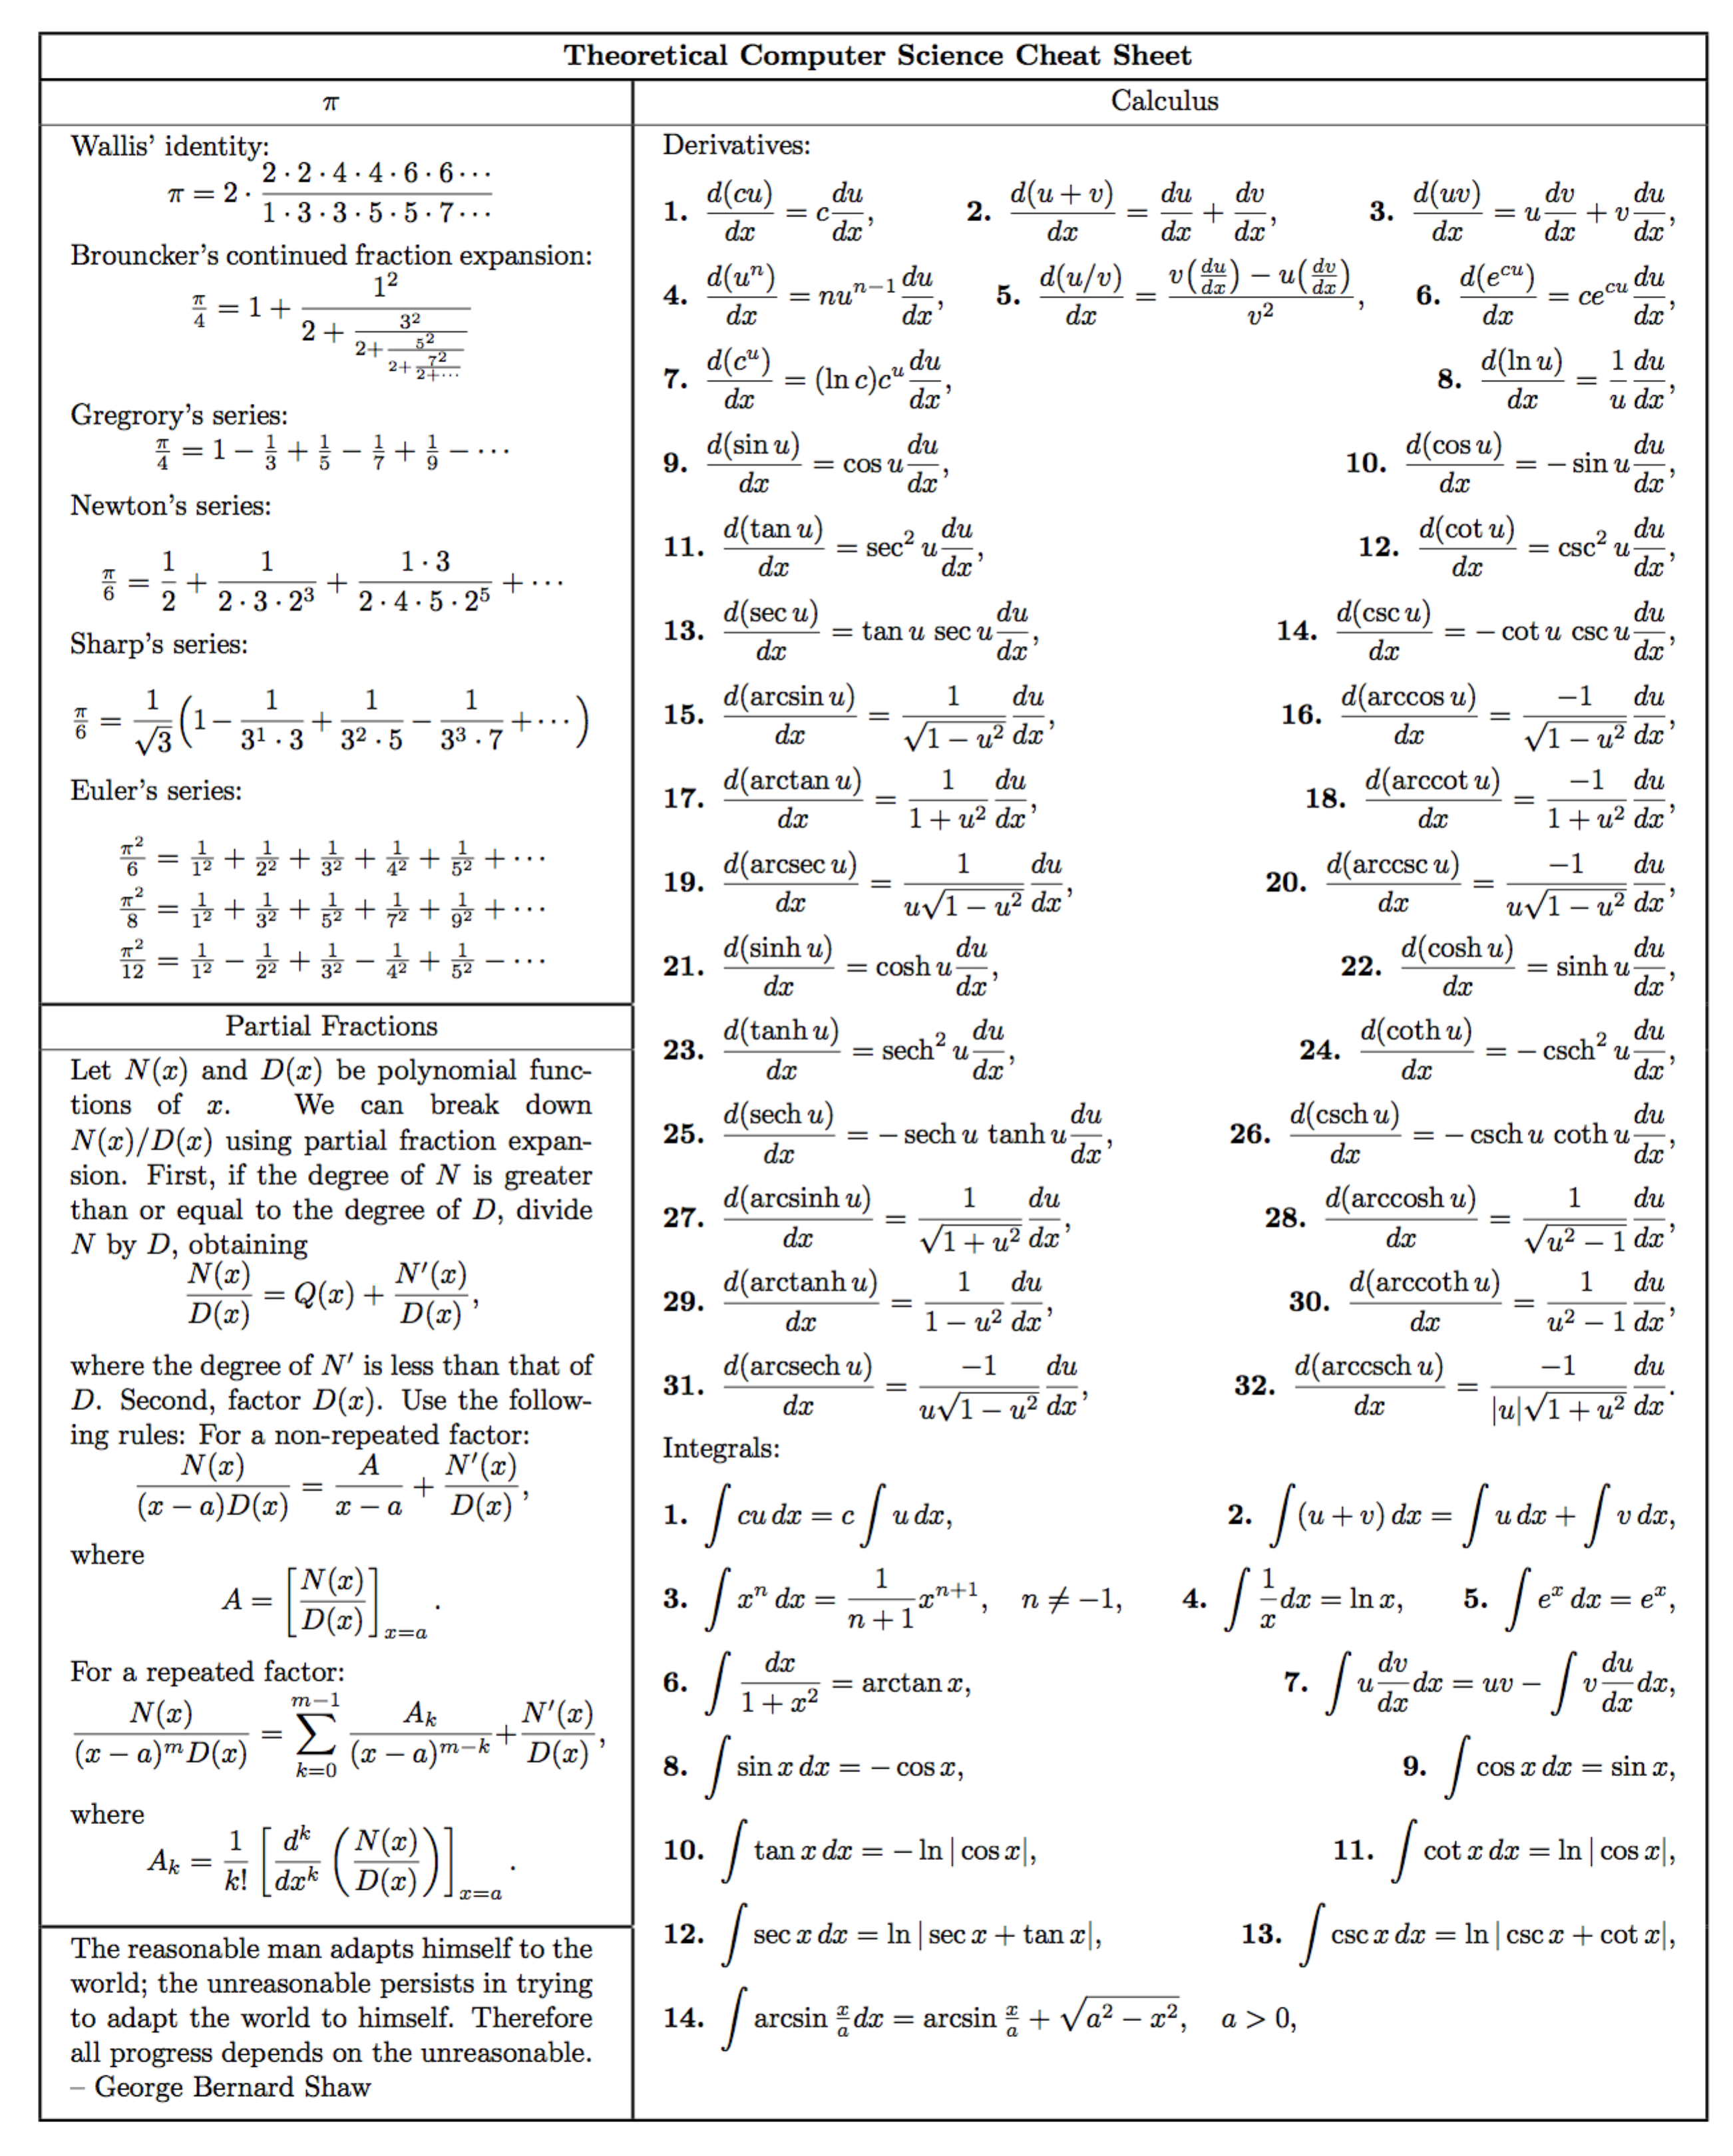 Theoretical Computer Science Cheat Sheet
π
Wallis' identity:
π = 2 · (2 · 2 · 4 · 4 · 6 · 6 ···)/(1 · 3 · 3 · 5 · 5 · 7 ···)
Brouncker's continued fraction expansion:
π/4 = 1 + 1²/(2 + 3²/(2+ 5²/(2+ 7²/(2+···))))
Gregrory's series:
π/4 = 1 − 1/3 + 1/5 − 1/7 + 1/9 − ···
Newton's series:
π/6 = 1/2 + 1/(2 · 3 · 2³) + (1 · 3)/(2 · 4 · 5 · 2⁵) + ···
Sharp's series:
π/6 = 1/√3 (1 − 1/(3¹ · 3) + 1/(3² · 5) − 1/(3³ · 7) + ···)
Euler's series:
π²/6 = 1/1² + 1/2² + 1/3² + 1/4² + 1/5² + ···
π²/8 = 1/1² + 1/3² + 1/5² + 1/7² + 1/9² + ···
π²/12 = 1/1² − 1/2² + 1/3² − 1/4² + 1/5² − ···
Partial Fractions
Let N(x) and D(x) be polynomial func-
tions of x. We can break down
N(x)/D(x) using partial fraction expan-
sion. First, if the degree of N is greater
than or equal to the degree of D, divide
N by D, obtaining
N(x)/D(x) = Q(x) + N′(x)/D(x),
where the degree of N′ is less than that of
D. Second, factor D(x). Use the follow-
ing rules: For a non-repeated factor:
N(x)/((x − a)D(x)) = A/(x − a) + N′(x)/D(x),
where
A = [N(x)/D(x)]ₓ₌ₐ.
For a repeated factor:
N(x)/((x − a)ᵐD(x)) = ∑_{k=0}^{m−1} A_k/(x − a)^{m−k} + N′(x)/D(x),
where
A_k = 1/k! [d^k/dx^k (N(x)/D(x))]ₓ₌ₐ.
The reasonable man adapts himself to the
world; the unreasonable persists in trying
to adapt the world to himself. Therefore
all progress depends on the unreasonable.
– George Bernard Shaw
Calculus
Derivatives:
1. d(cu)/dx = c du/dx, 2. d(u + v)/dx = du/dx + dv/dx, 3. d(uv)/dx = u dv/dx + v du/dx,
4. d(uⁿ)/dx = nuⁿ⁻¹ du/dx, 5. d(u/v)/dx = (v(du/dx) − u(dv/dx))/v², 6. d(e^{cu})/dx = ce^{cu} du/dx,
7. d(c^u)/dx = (ln c)c^u du/dx, 8. d(ln u)/dx = 1/u du/dx,
9. d(sin u)/dx = cos u du/dx, 10. d(cos u)/dx = − sin u du/dx,
11. d(tan u)/dx = sec² u du/dx, 12. d(cot u)/dx = csc² u du/dx,
13. d(sec u)/dx = tan u sec u du/dx, 14. d(csc u)/dx = − cot u csc u du/dx,
15. d(arcsin u)/dx = 1/√(1 − u²) du/dx, 16. d(arccos u)/dx = −1/√(1 − u²) du/dx,
17. d(arctan u)/dx = 1/(1 + u²) du/dx, 18. d(arccot u)/dx = −1/(1 + u²) du/dx,
19. d(arcsec u)/dx = 1/(u√(1 − u²)) du/dx, 20. d(arccsc u)/dx = −1/(u√(1 − u²)) du/dx,
21. d(sinh u)/dx = cosh u du/dx, 22. d(cosh u)/dx = sinh u du/dx,
23. d(tanh u)/dx = sech² u du/dx, 24. d(coth u)/dx = − csch² u du/dx,
25. d(sech u)/dx = − sech u tanh u du/dx, 26. d(csch u)/dx = − csch u coth u du/dx,
27. d(arcsinh u)/dx = 1/√(1 + u²) du/dx, 28. d(arccosh u)/dx = 1/√(u² − 1) du/dx,
29. d(arctanh u)/dx = 1/(1 − u²) du/dx, 30. d(arccoth u)/dx = 1/(u² − 1) du/dx,
31. d(arcsech u)/dx = −1/(u√(1 − u²)) du/dx, 32. d(arccsch u)/dx = −1/(|u|√(1 + u²)) du/dx.
Integrals:
1. ∫ cu dx = c ∫ u dx, 2. ∫ (u + v) dx = ∫ u dx + ∫ v dx,
3. ∫ xⁿ dx = 1/(n + 1) xⁿ⁺¹, n ≠ −1, 4. ∫ 1/x dx = ln x, 5. ∫ eˣ dx = eˣ,
6. ∫ dx/(1 + x²) = arctan x, 7. ∫ u dv/dx dx = uv − ∫ v du/dx dx,
8. ∫ sin x dx = − cos x, 9. ∫ cos x dx = sin x,
10. ∫ tan x dx = − ln | cos x|, 11. ∫ cot x dx = ln | cos x|,
12. ∫ sec x dx = ln | sec x + tan x|, 13. ∫ csc x dx = ln | csc x + cot x|,
14. ∫ arcsin x/a dx = arcsin x/a + √(a² − x²), a > 0,